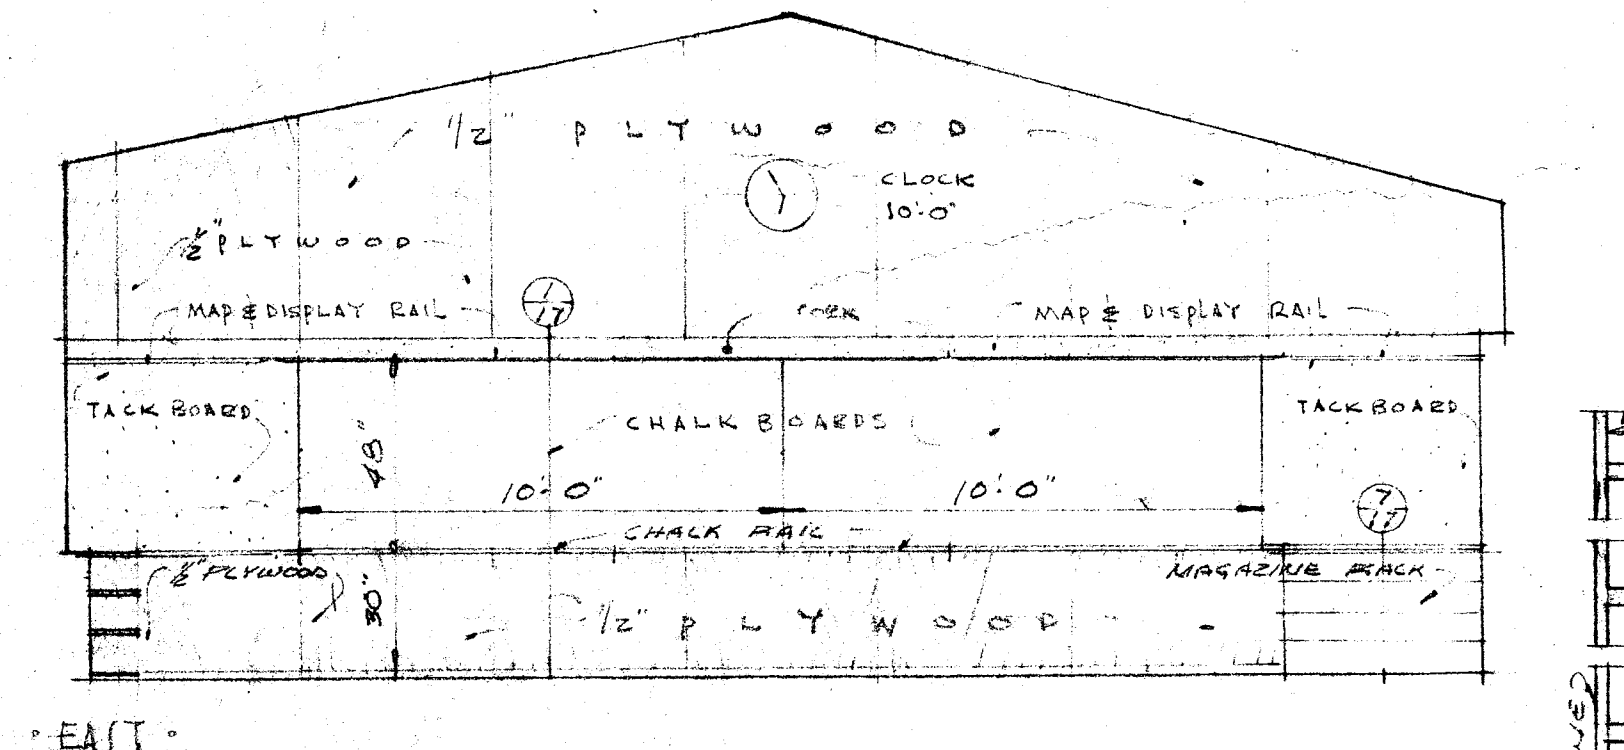 1/2" PLYWOOD
CLOCK
10'-0"
1/2" PLYWOOD
MAP & DISPLAY RAIL
1
17
CORK
MAP & DISPLAY RAIL
TACK BOARD
CHALK BOARDS
TACK BOARD
48"
10'-0"
10'-0"
7
17
CHALK RAIL
1/2" PLYWOOD
MAGAZINE RACK
30"
1/2" PLYWOOD
· EAST ·